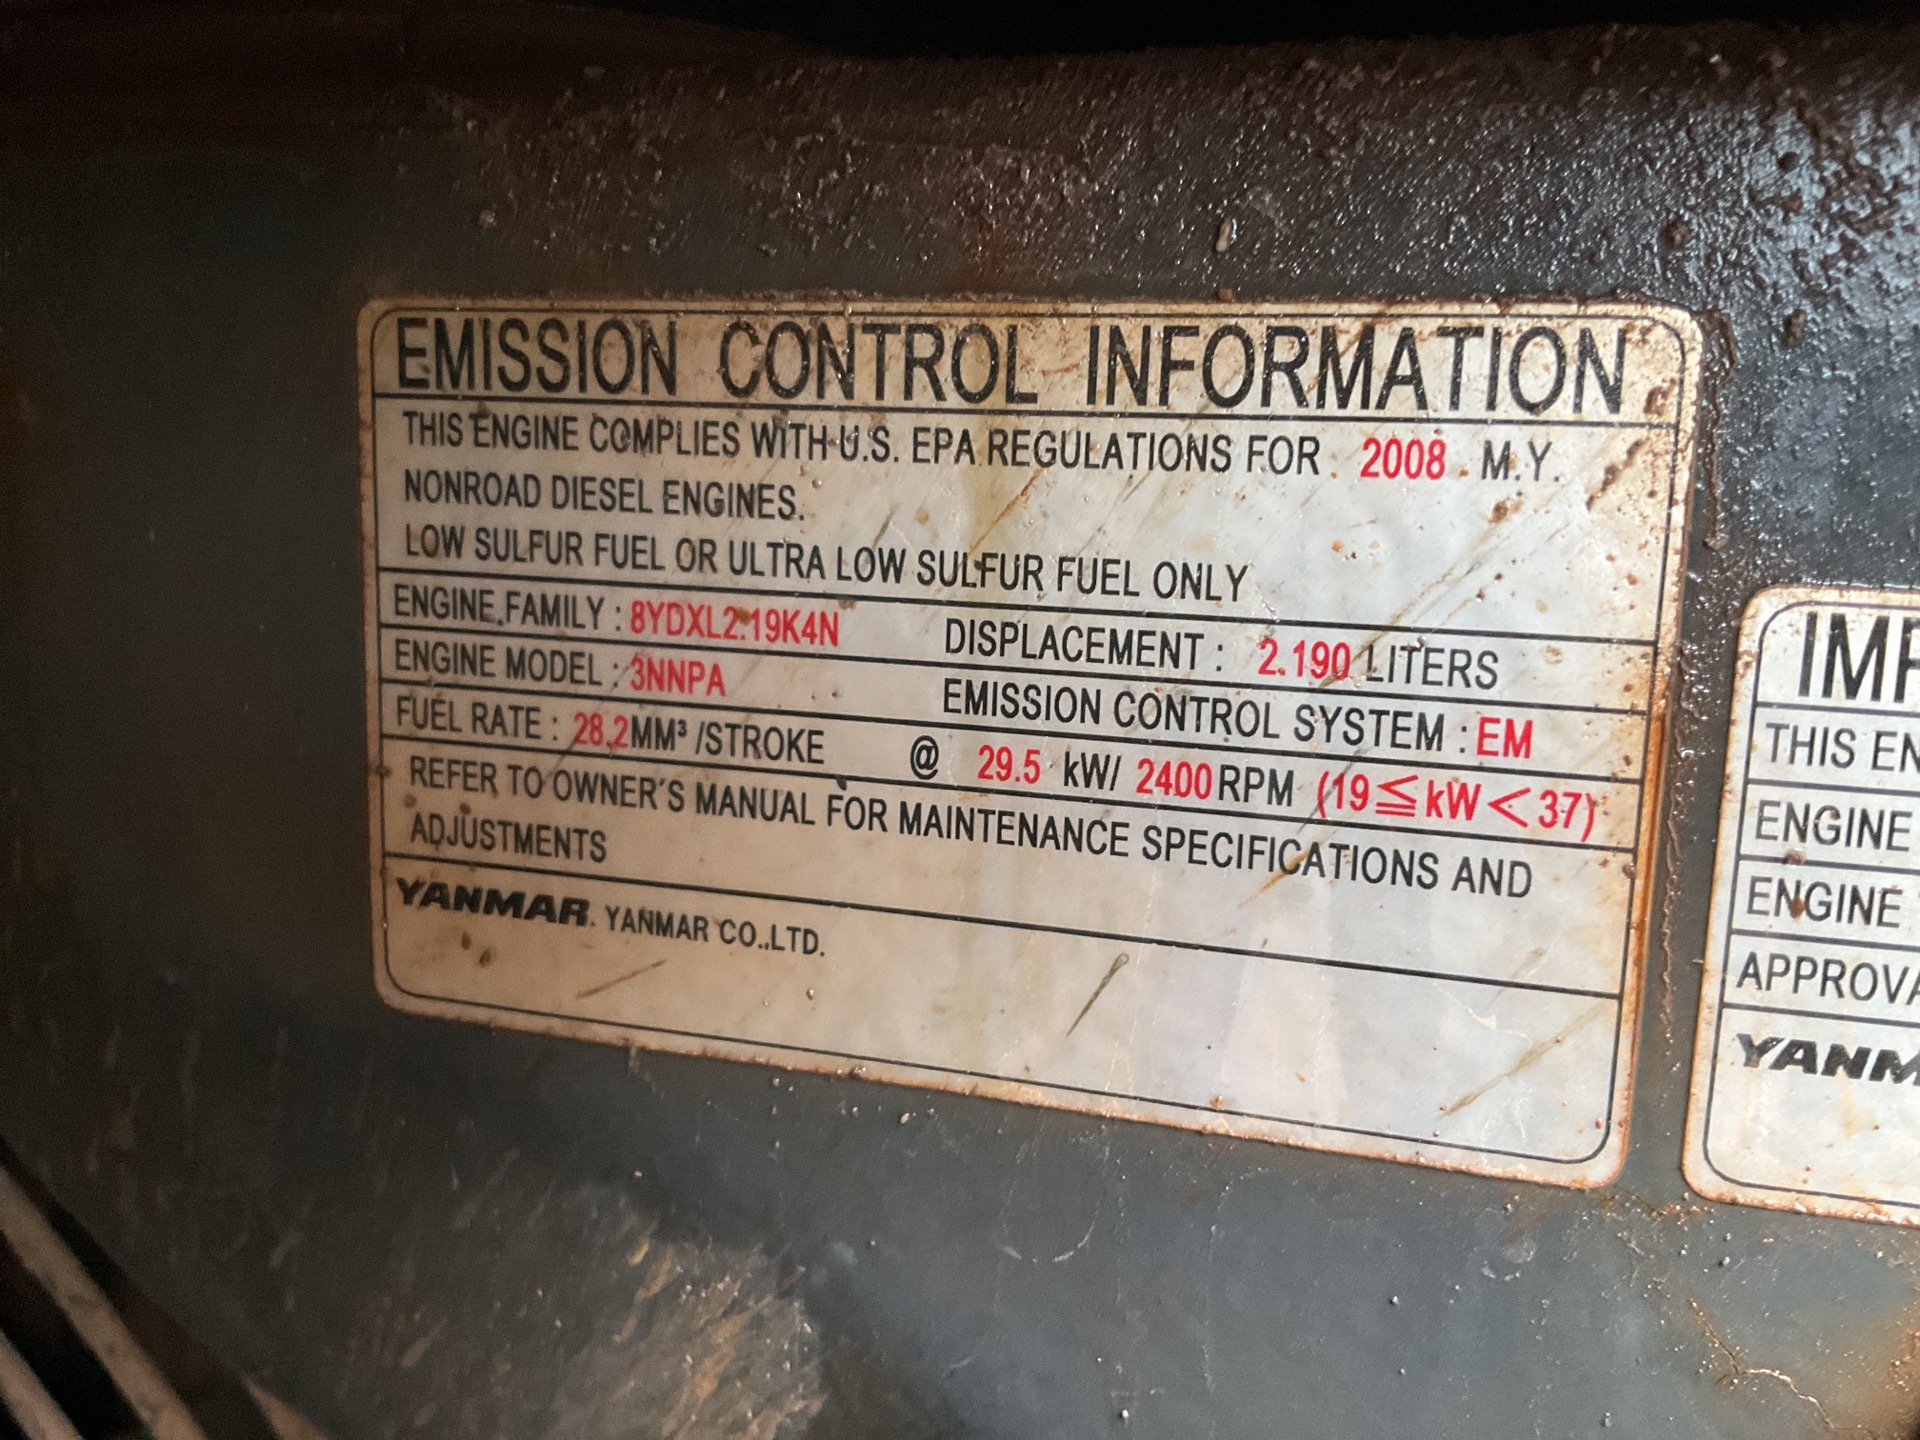 EMISSION CONTROL INFORMATION
THIS ENGINE COMPLIES WITH U.S. EPA REGULATIONS FOR 2008 M.Y.
NONROAD DIESEL ENGINES.
LOW SULFUR FUEL OR ULTRA LOW SULFUR FUEL ONLY
ENGINE FAMILY : 8YDXL2.19K4N DISPLACEMENT : 2.190 LITERS
ENGINE MODEL : 3NNPA EMISSION CONTROL SYSTEM : EM
FUEL RATE : 28.2MM³ /STROKE @ 29.5 kW/ 2400 RPM (19≦kW<37)
REFER TO OWNER'S MANUAL FOR MAINTENANCE SPECIFICATIONS AND
ADJUSTMENTS
YANMAR. YANMAR CO.,LTD.
IMP
THIS EN
ENGINE
ENGINE
APPROVA
YANM